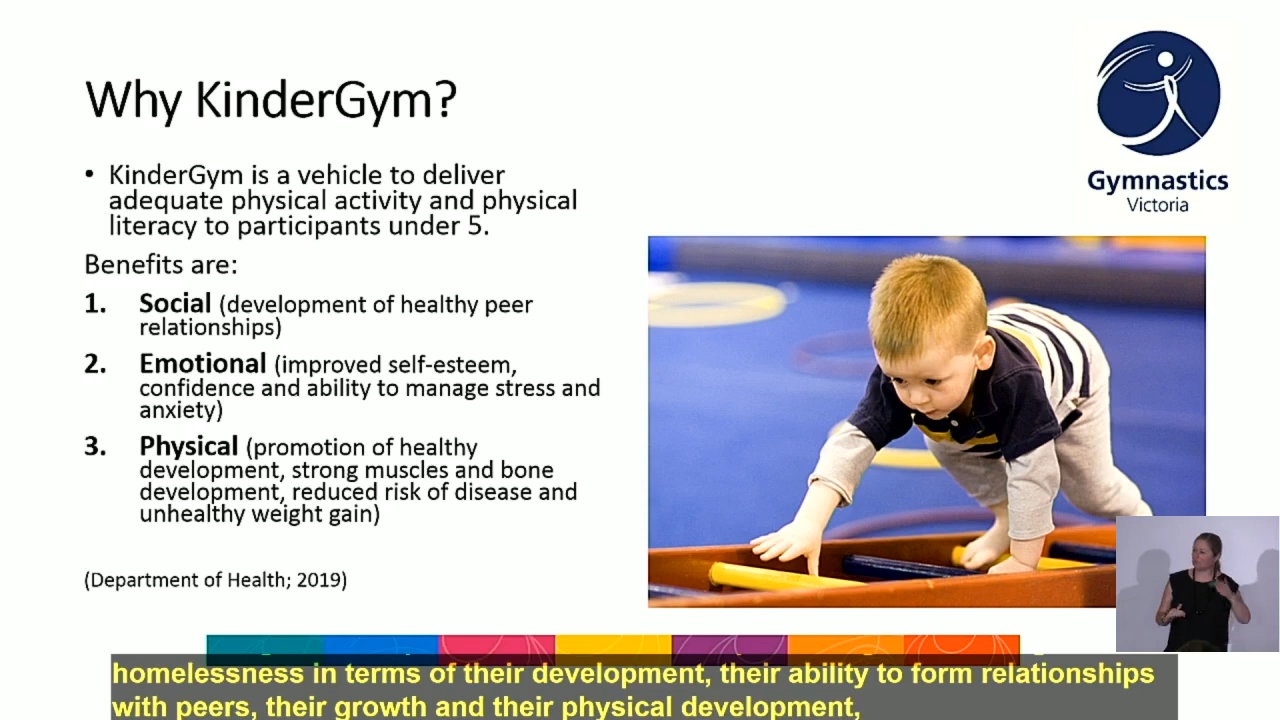 Why KinderGym?
Gymnastics
Victoria
• KinderGym is a vehicle to deliver
adequate physical activity and physical
literacy to participants under 5.
Benefits are:
1. Social (development of healthy peer
relationships)
2. Emotional (improved self-esteem,
confidence and ability to manage stress and
anxiety)
3. Physical (promotion of healthy
development, strong muscles and bone
development, reduced risk of disease and
unhealthy weight gain)
(Department of Health; 2019)
homelessness in terms of their development, their ability to form relationships
with peers, their growth and their physical development,